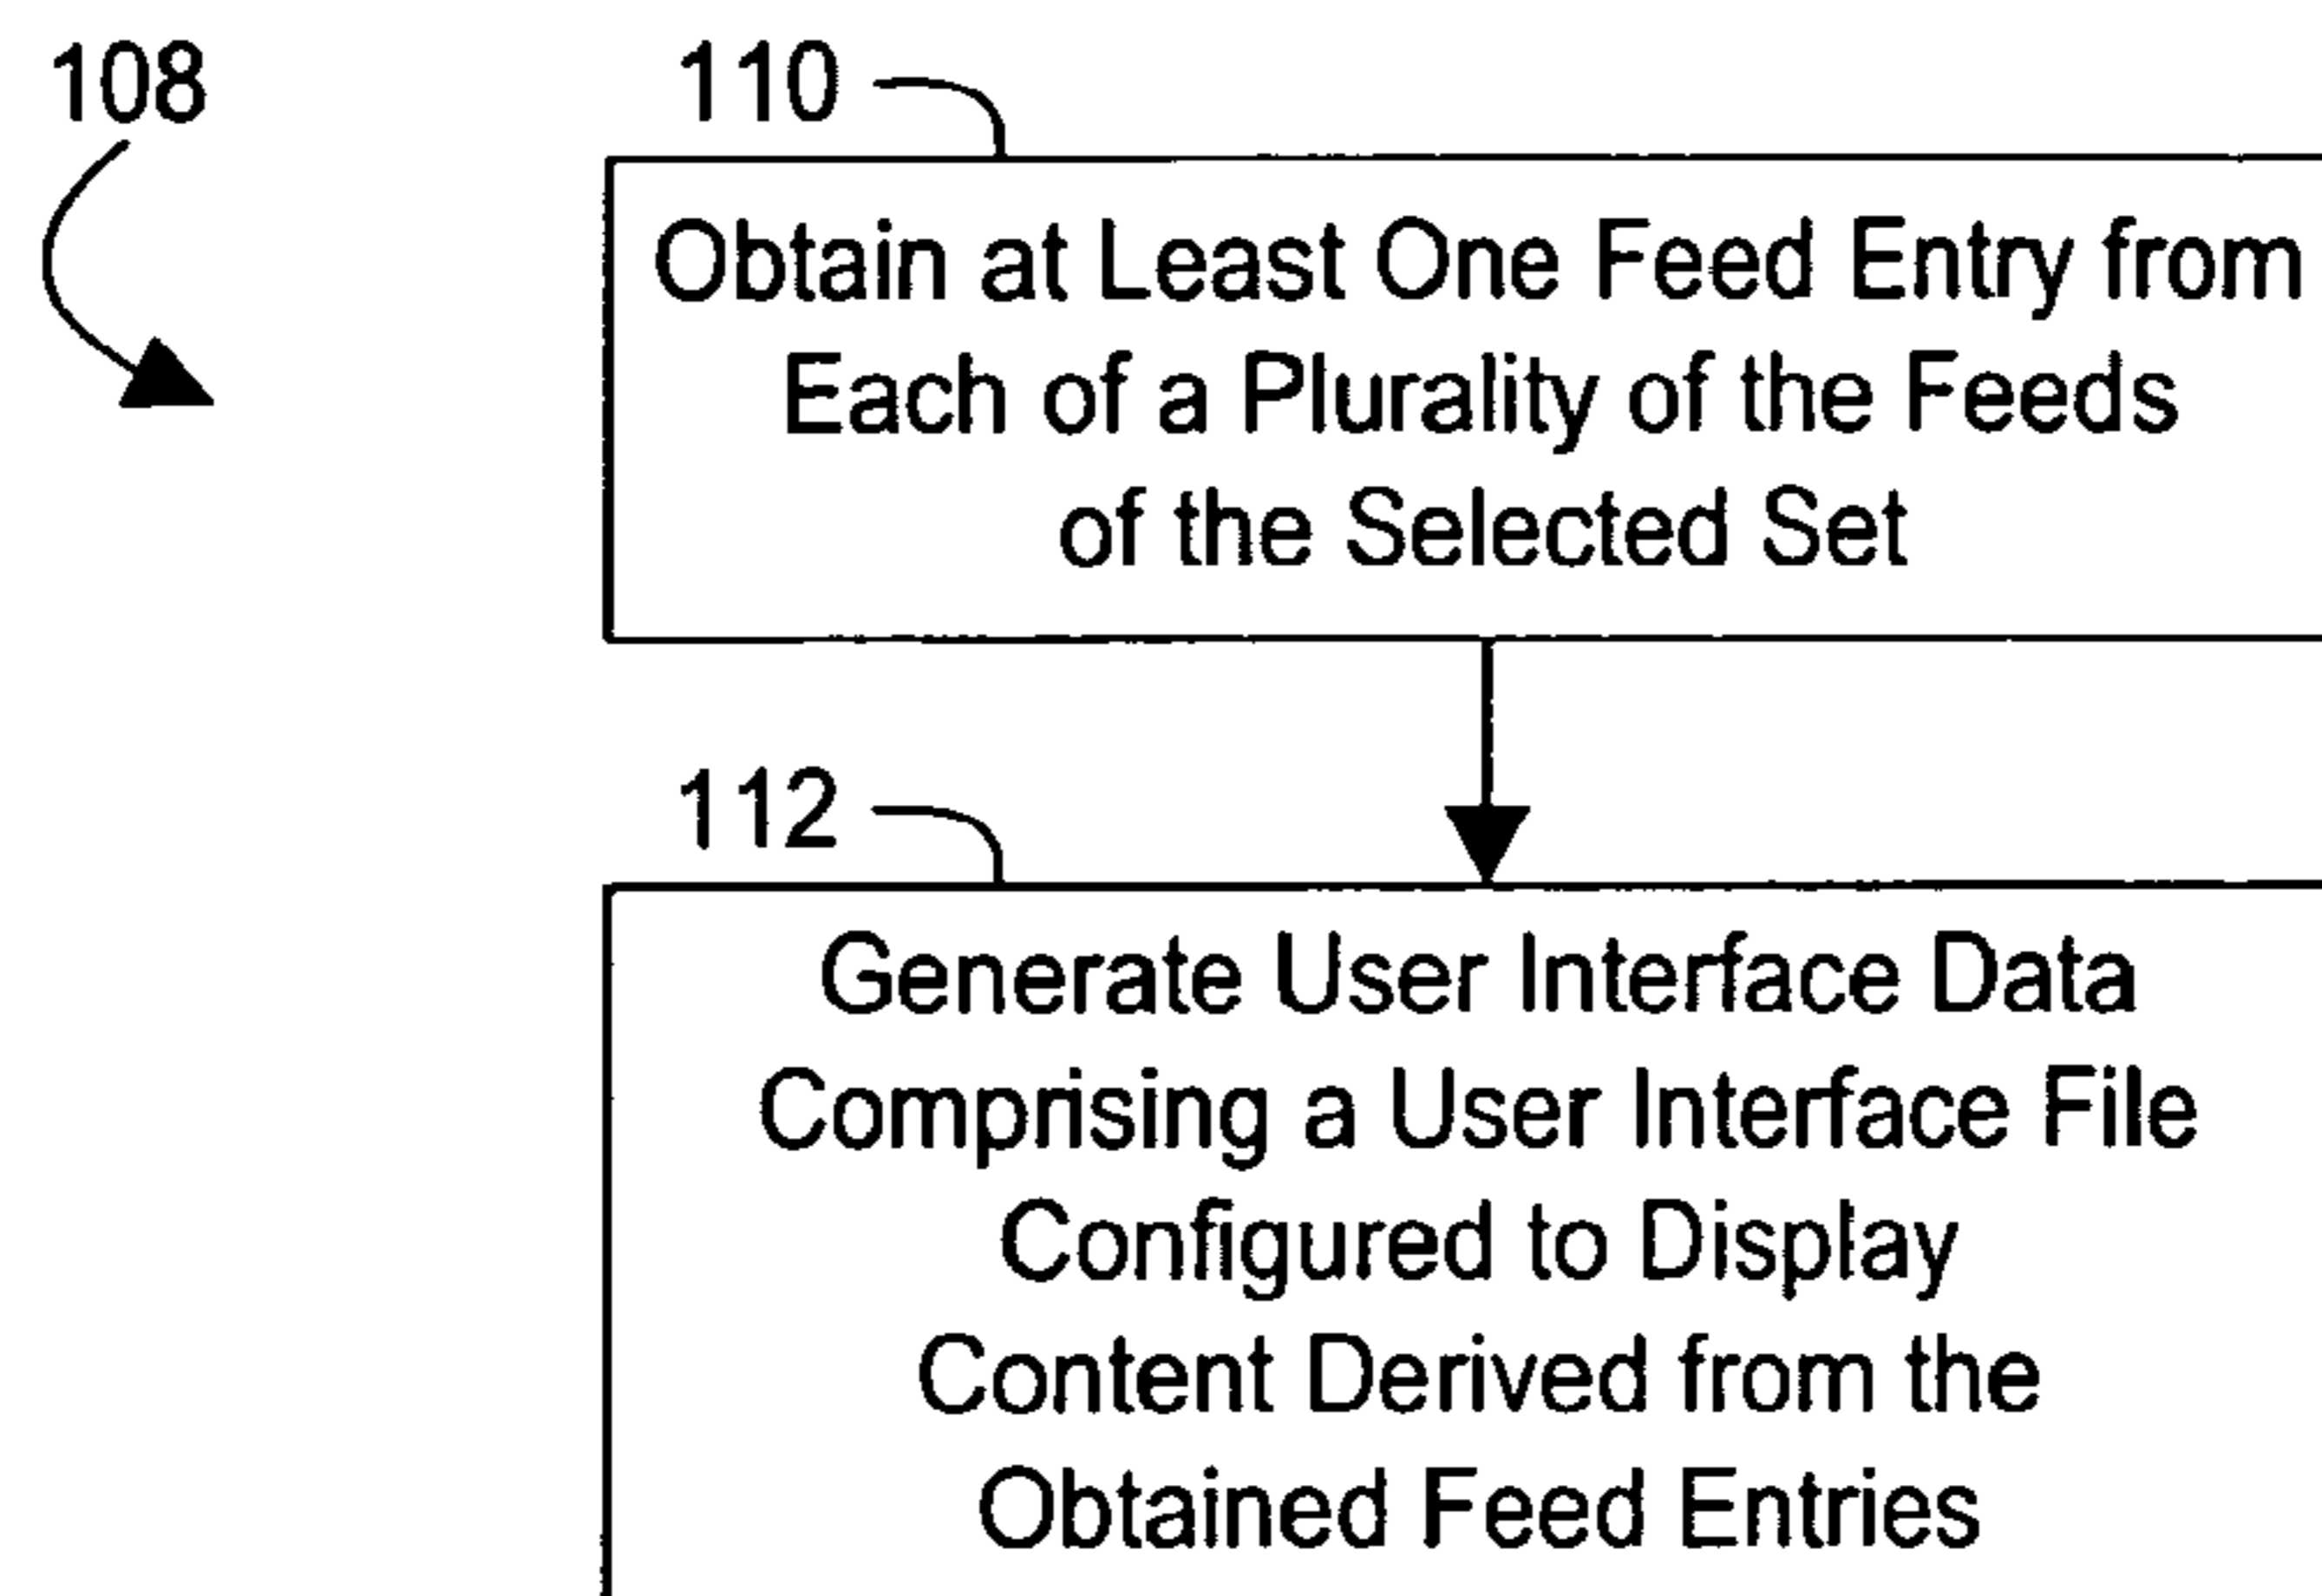 108
110
Obtain at Least One Feed Entry from
Each of a Plurality of the Feeds
of the Selected Set
112
Generate User Interface Data
Comprising a User Interface File
Configured to Display
Content Derived from the
Obtained Feed Entries